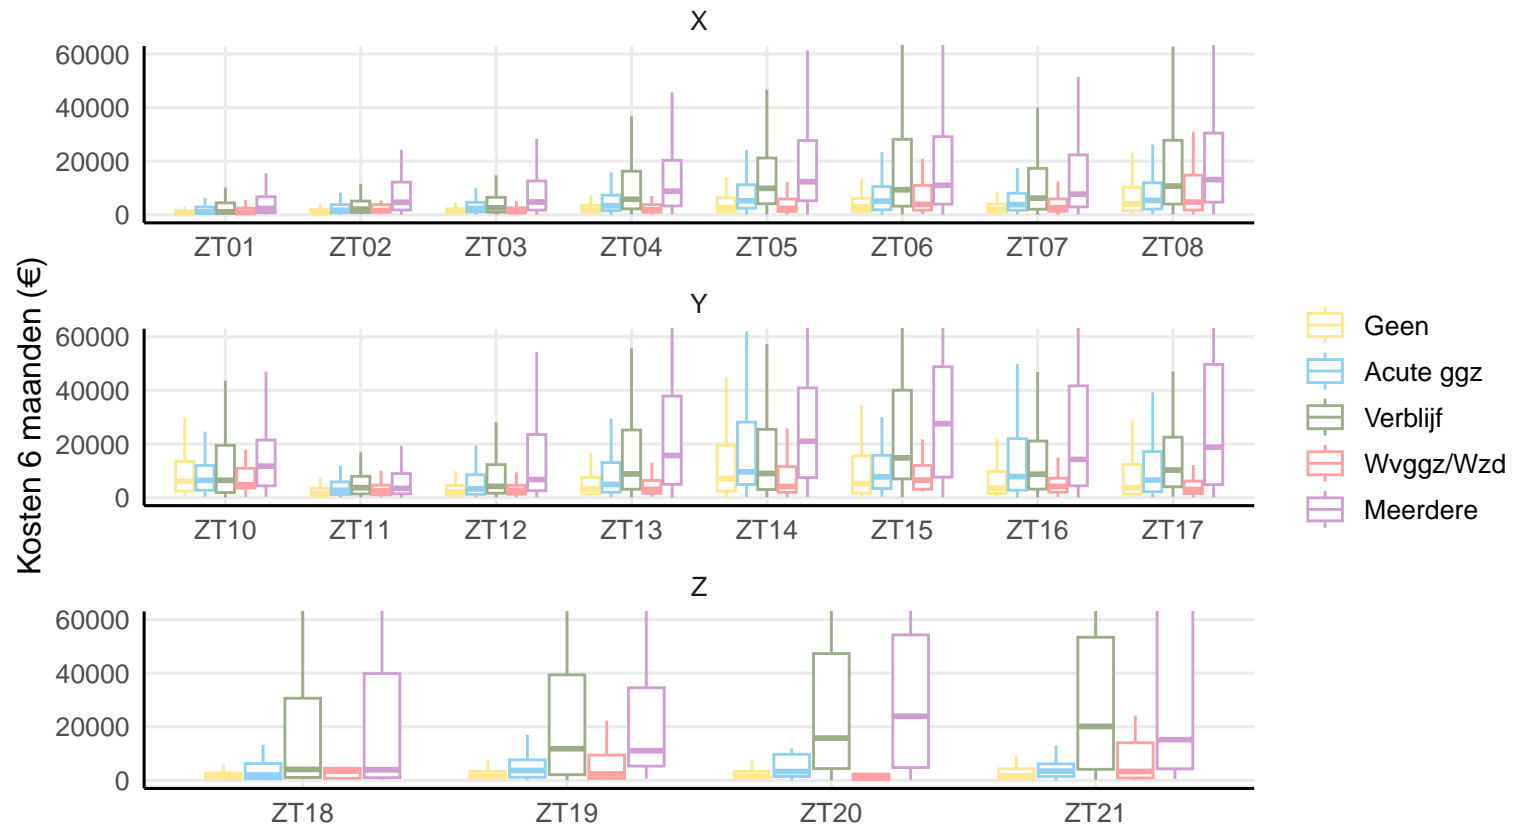 X
60000
40000
20000
0
ZT01 ZT02 ZT03 ZT04 ZT05 ZT06 ZT07 ZT08
Kosten 6 maanden (€)
Y
60000
40000
20000
0
ZT10 ZT11 ZT12 ZT13 ZT14 ZT15 ZT16 ZT17
Z
60000
40000
20000
0
ZT18 ZT19 ZT20 ZT21
Geen
Acute ggz
Verblijf
Wvggz/Wzd
Meerdere